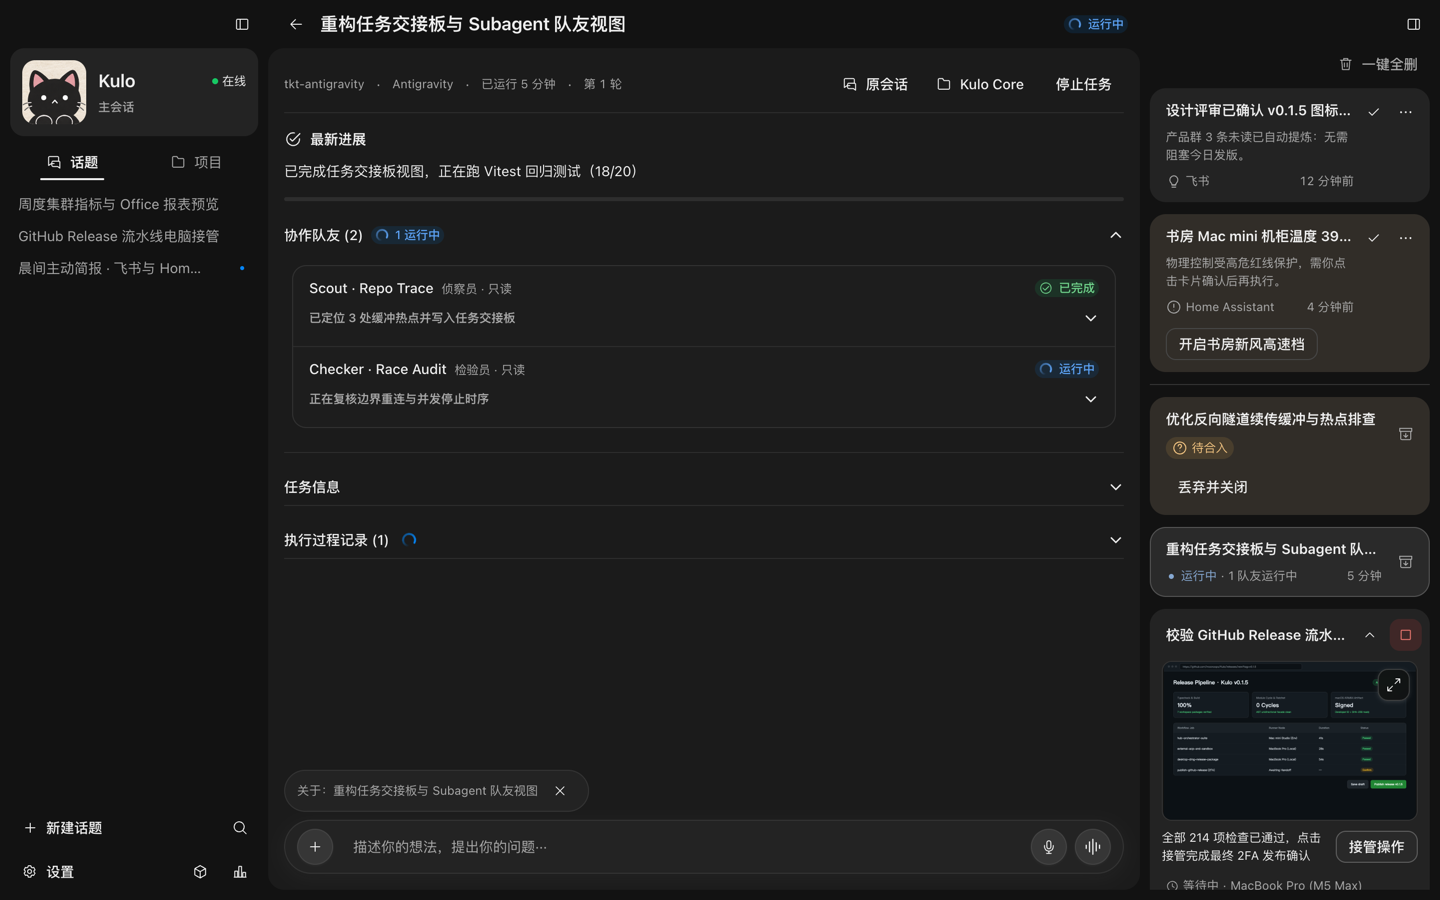 重构任务交接板与 Subagent 队友视图
运行中
Kulo
在线
主会话
话题
项目
周度集群指标与 Office 报表预览
GitHub Release 流水线电脑接管
晨间主动简报 · 飞书与 Hom...
新建话题
设置
tkt-antigravity · Antigravity · 已运行 5 分钟 · 第 1 轮
原会话
Kulo Core
停止任务
最新进展
已完成任务交接板视图，正在跑 Vitest 回归测试（18/20）
协作队友 (2)
1 运行中
Scout · Repo Trace 侦察员 · 只读
已完成
已定位 3 处缓冲热点并写入任务交接板
Checker · Race Audit 检验员 · 只读
运行中
正在复核边界重连与并发停止时序
任务信息
执行过程记录 (1)
关于：重构任务交接板与 Subagent 队友视图
描述你的想法，提出你的问题···
一键全删
设计评审已确认 v0.1.5 图标...
产品群 3 条未读已自动提炼：无需
阻塞今日发版。
飞书
12 分钟前
书房 Mac mini 机柜温度 39...
物理控制受高危红线保护，需你点
击卡片确认后再执行。
Home Assistant
4 分钟前
开启书房新风高速档
优化反向隧道续传缓冲与热点排查
待合入
丢弃并关闭
重构任务交接板与 Subagent 队...
运行中 · 1 队友运行中
5 分钟
校验 GitHub Release 流水...
Release Pipeline · Kulo v0.1.5
100%
0 Cycles
Signed
全部 214 项检查已通过，点击
接管完成最终 2FA 发布确认
接管操作
等待中 · MacBook Pro (M5 Max)